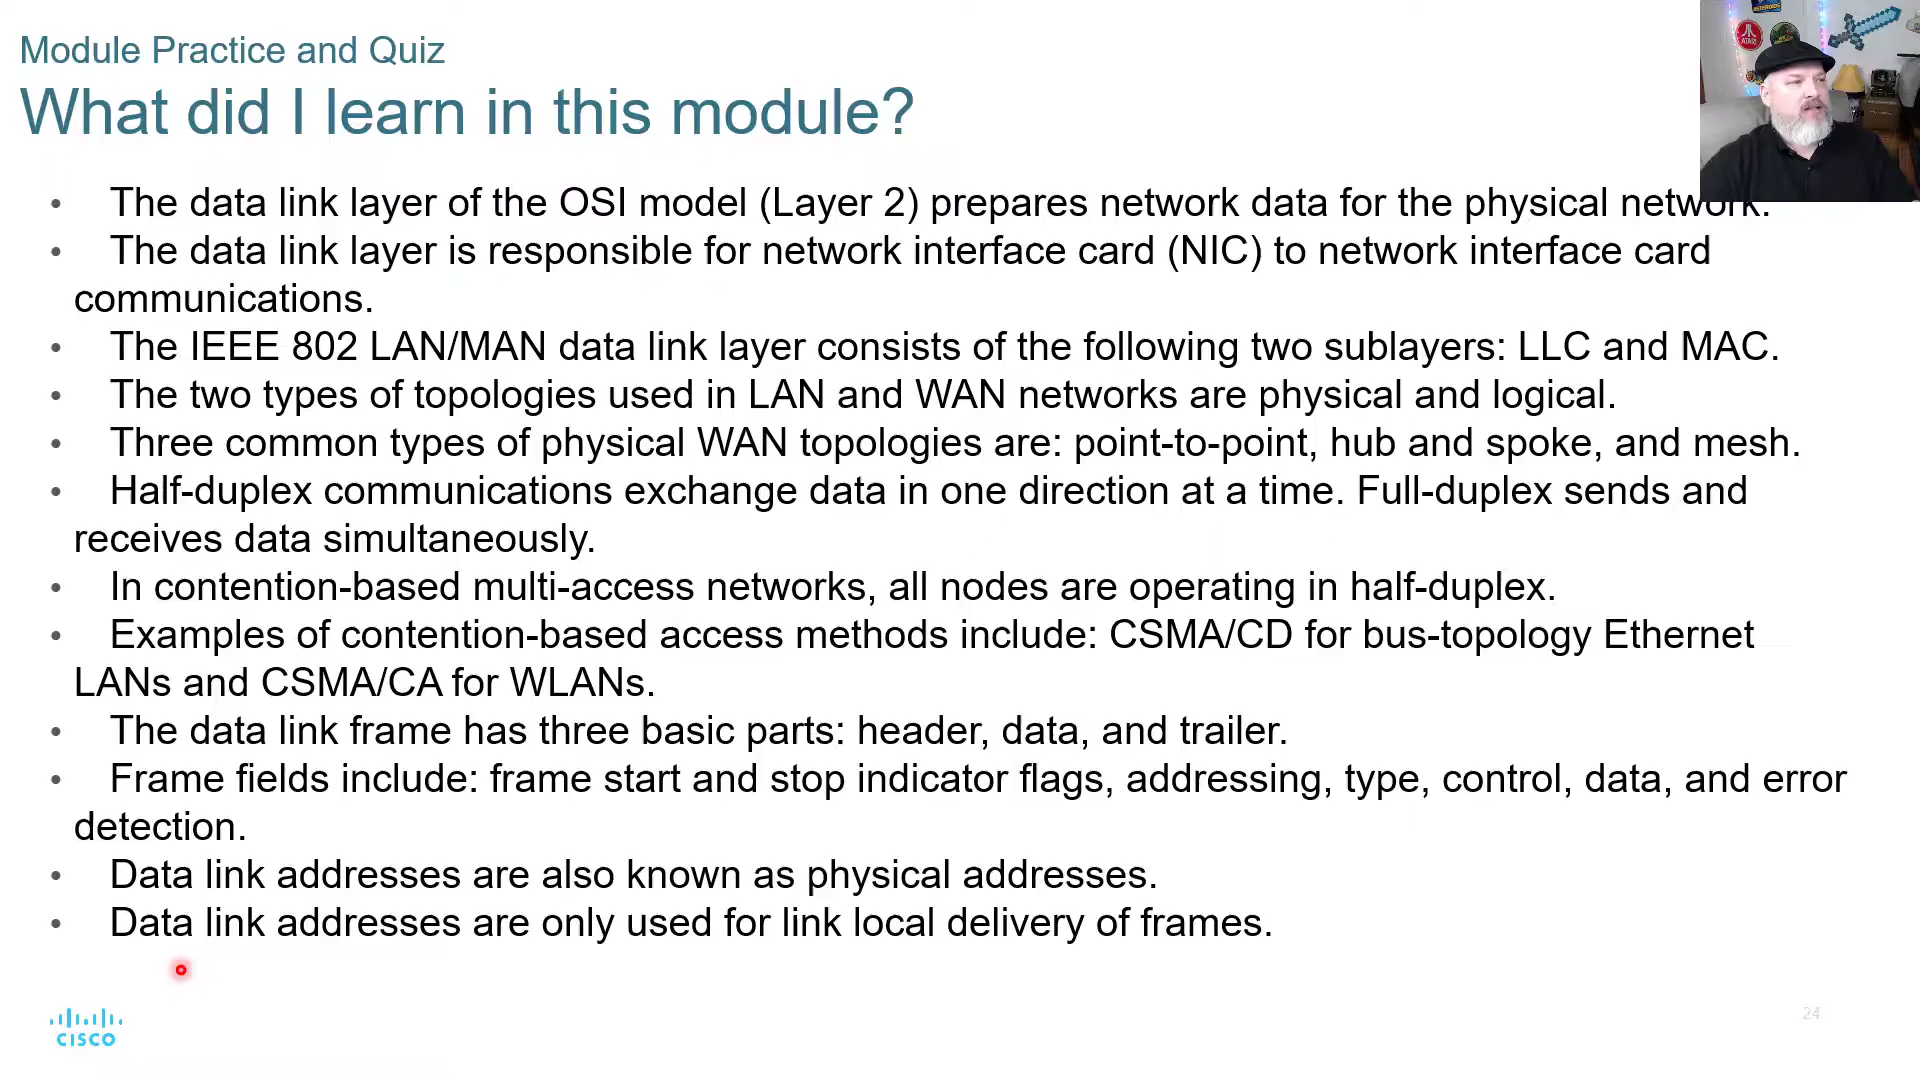 Module Practice and Quiz
What did I learn in this module?
• The data link layer of the OSI model (Layer 2) prepares network data for the physical network.
• The data link layer is responsible for network interface card (NIC) to network interface card
communications.
• The IEEE 802 LAN/MAN data link layer consists of the following two sublayers: LLC and MAC.
• The two types of topologies used in LAN and WAN networks are physical and logical.
• Three common types of physical WAN topologies are: point-to-point, hub and spoke, and mesh.
• Half-duplex communications exchange data in one direction at a time. Full-duplex sends and
receives data simultaneously.
• In contention-based multi-access networks, all nodes are operating in half-duplex.
• Examples of contention-based access methods include: CSMA/CD for bus-topology Ethernet
LANs and CSMA/CA for WLANs.
• The data link frame has three basic parts: header, data, and trailer.
• Frame fields include: frame start and stop indicator flags, addressing, type, control, data, and error
detection.
• Data link addresses are also known as physical addresses.
• Data link addresses are only used for link local delivery of frames.
CISCO
24
ATARI
ASTEROIDS